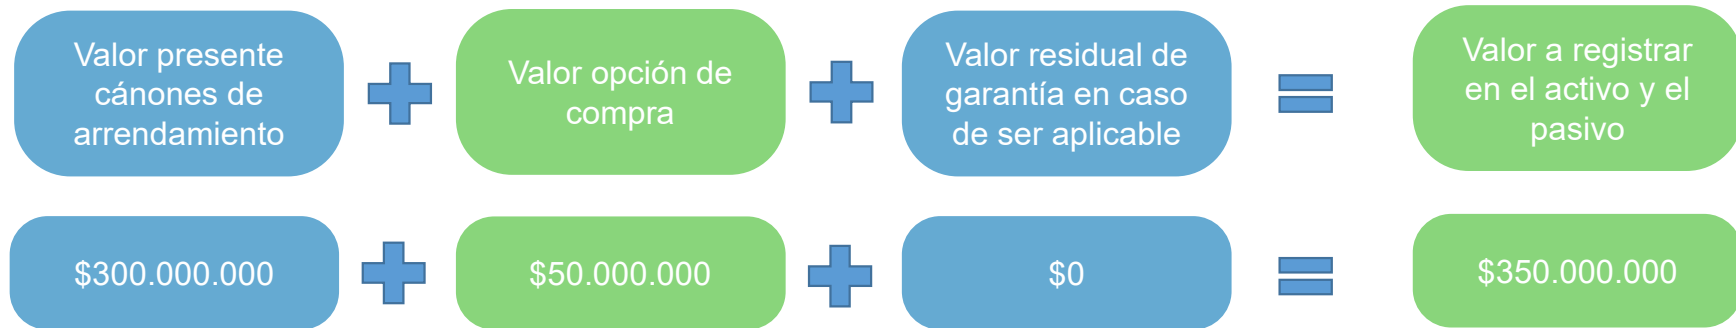 Valor presente
cánones de
arrendamiento
Valor opción de
compra
Valor residual de
garantía en caso
de ser aplicable
Valor a registrar
en el activo y el
pasivo
$300.000.000
$50.000.000
$0
$350.000.000